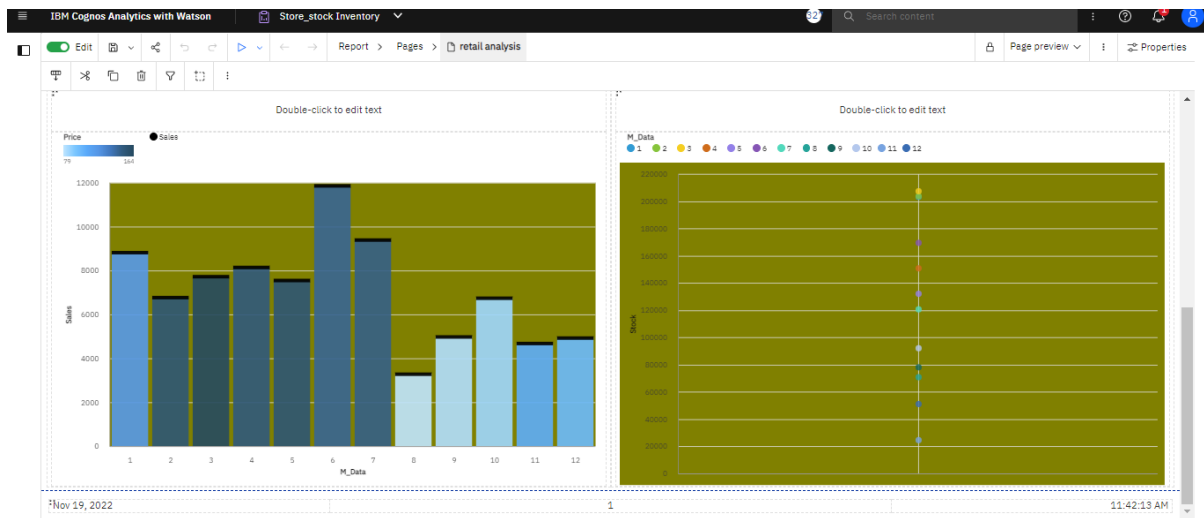 IBM Cognos Analytics with Watson Store_stock Inventory Search content
Edit Report > Pages > retail analysis Page preview Properties
Double-click to edit text
Price Sales
79 164
12000
10000
8000
6000
4000
2000
0
Sales
1 2 3 4 5 6 7 8 9 10 11 12
M_Data
Double-click to edit text
M_Data
1 2 3 4 5 6 7 8 9 10 11 12
220000
200000
180000
160000
140000
120000
100000
80000
60000
40000
20000
0
Stock
Nov 19, 2022 1 11:42:13 AM